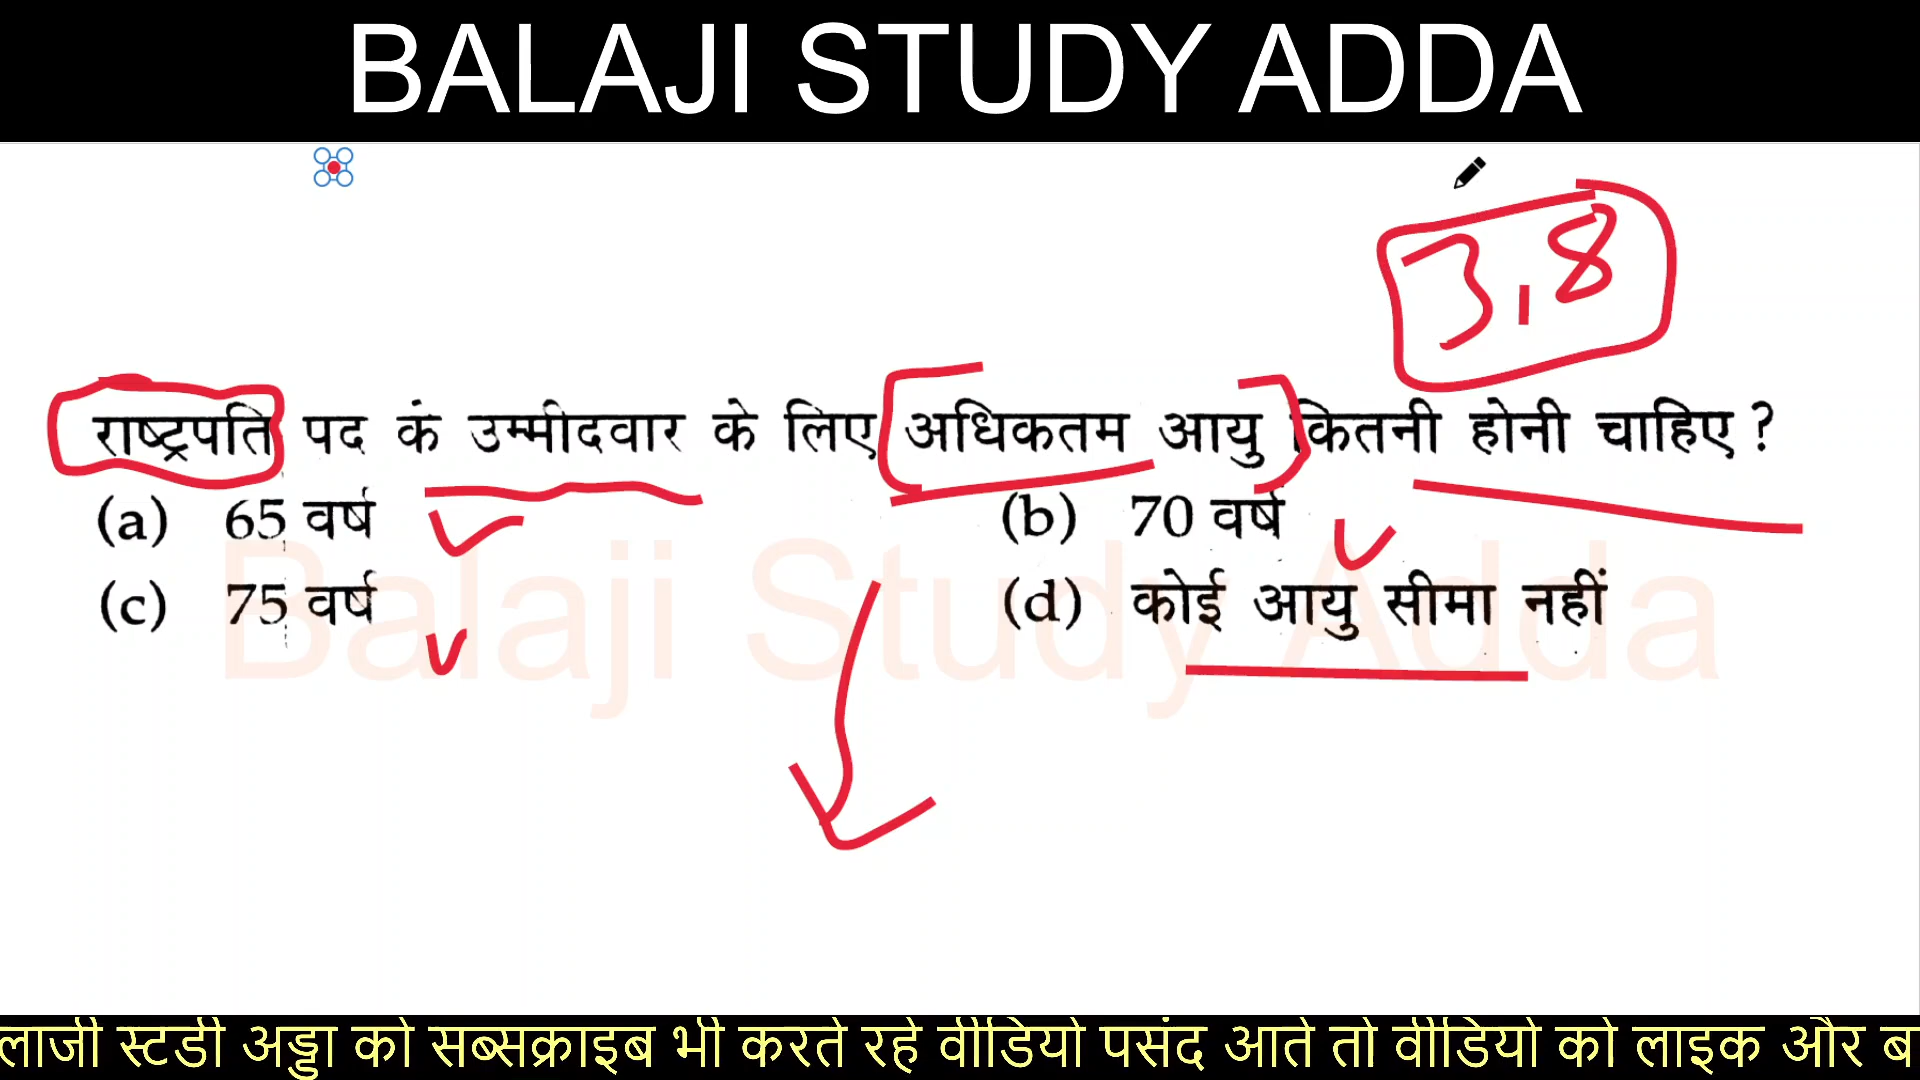 BALAJI STUDY ADDA
3,8
राष्ट्रपति पद कं उम्मीदवार के लिए अधिकतम आयु कितनी होनी चाहिए ?
(a) 65 वर्ष (b) 70 वर्ष
(c) 75 वर्ष (d) कोई आयु सीमा नहीं
Balaji Study Adda
लाजी स्टडी अड्डा को सब्सक्राइब भी करते रहे वीडियो पसंद आते तो वीडियो को लाइक और ब